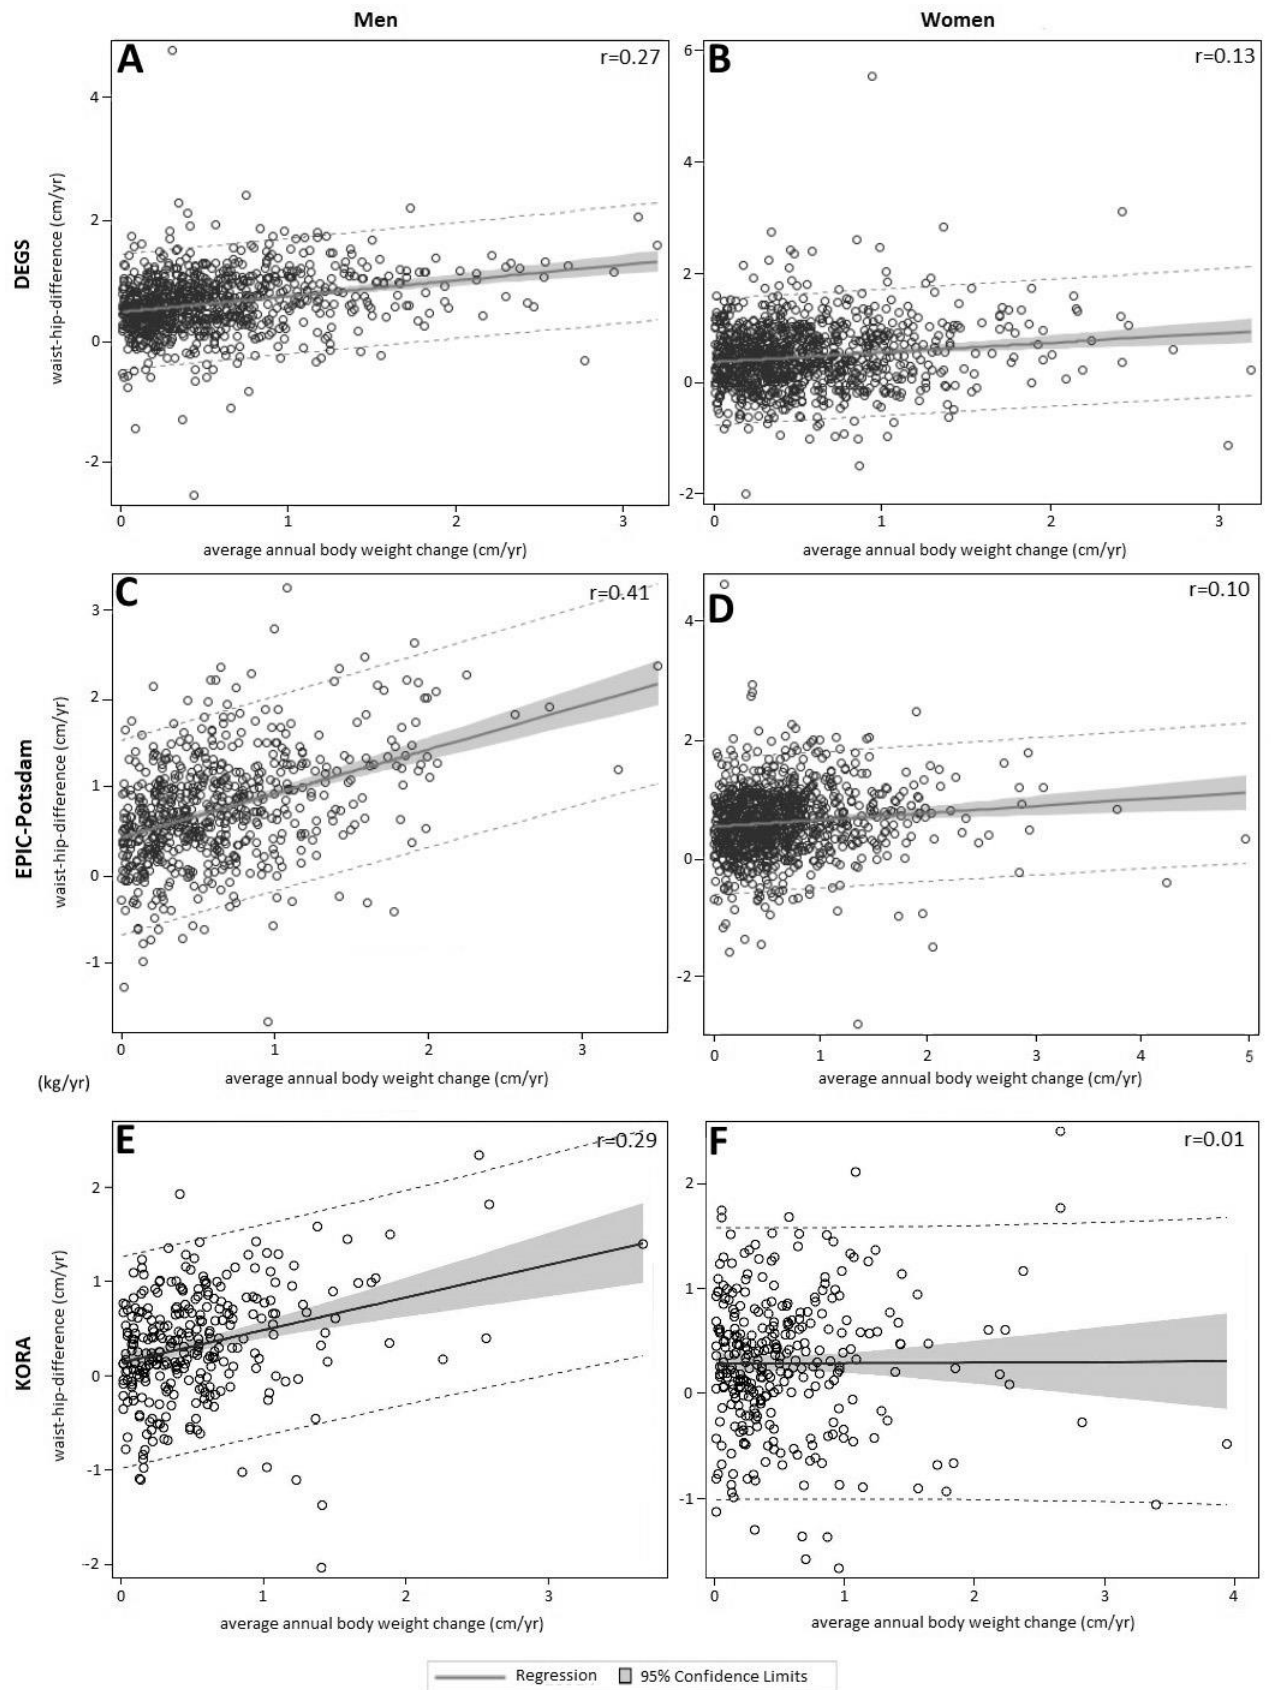 Men
Women
A
r=0.27
B
r=0.13
DEGS
waist-hip-difference (cm/yr)
4
2
0
-2
6
4
2
0
-2
0 1 2 3
0 1 2 3
average annual body weight change (cm/yr)
average annual body weight change (cm/yr)
C
r=0.41
D
r=0.10
EPIC-Potsdam
waist-hip-difference (cm/yr)
3
2
1
0
-1
4
2
0
-2
0 1 2 3
0 1 2 3 4 5
(kg/yr)
average annual body weight change (cm/yr)
average annual body weight change (cm/yr)
E
r=0.29
F
r=0.01
KORA
waist-hip-difference (cm/yr)
2
1
0
-1
-2
2
1
0
-1
0 1 2 3
0 1 2 3 4
average annual body weight change (cm/yr)
average annual body weight change (cm/yr)
Regression 95% Confidence Limits